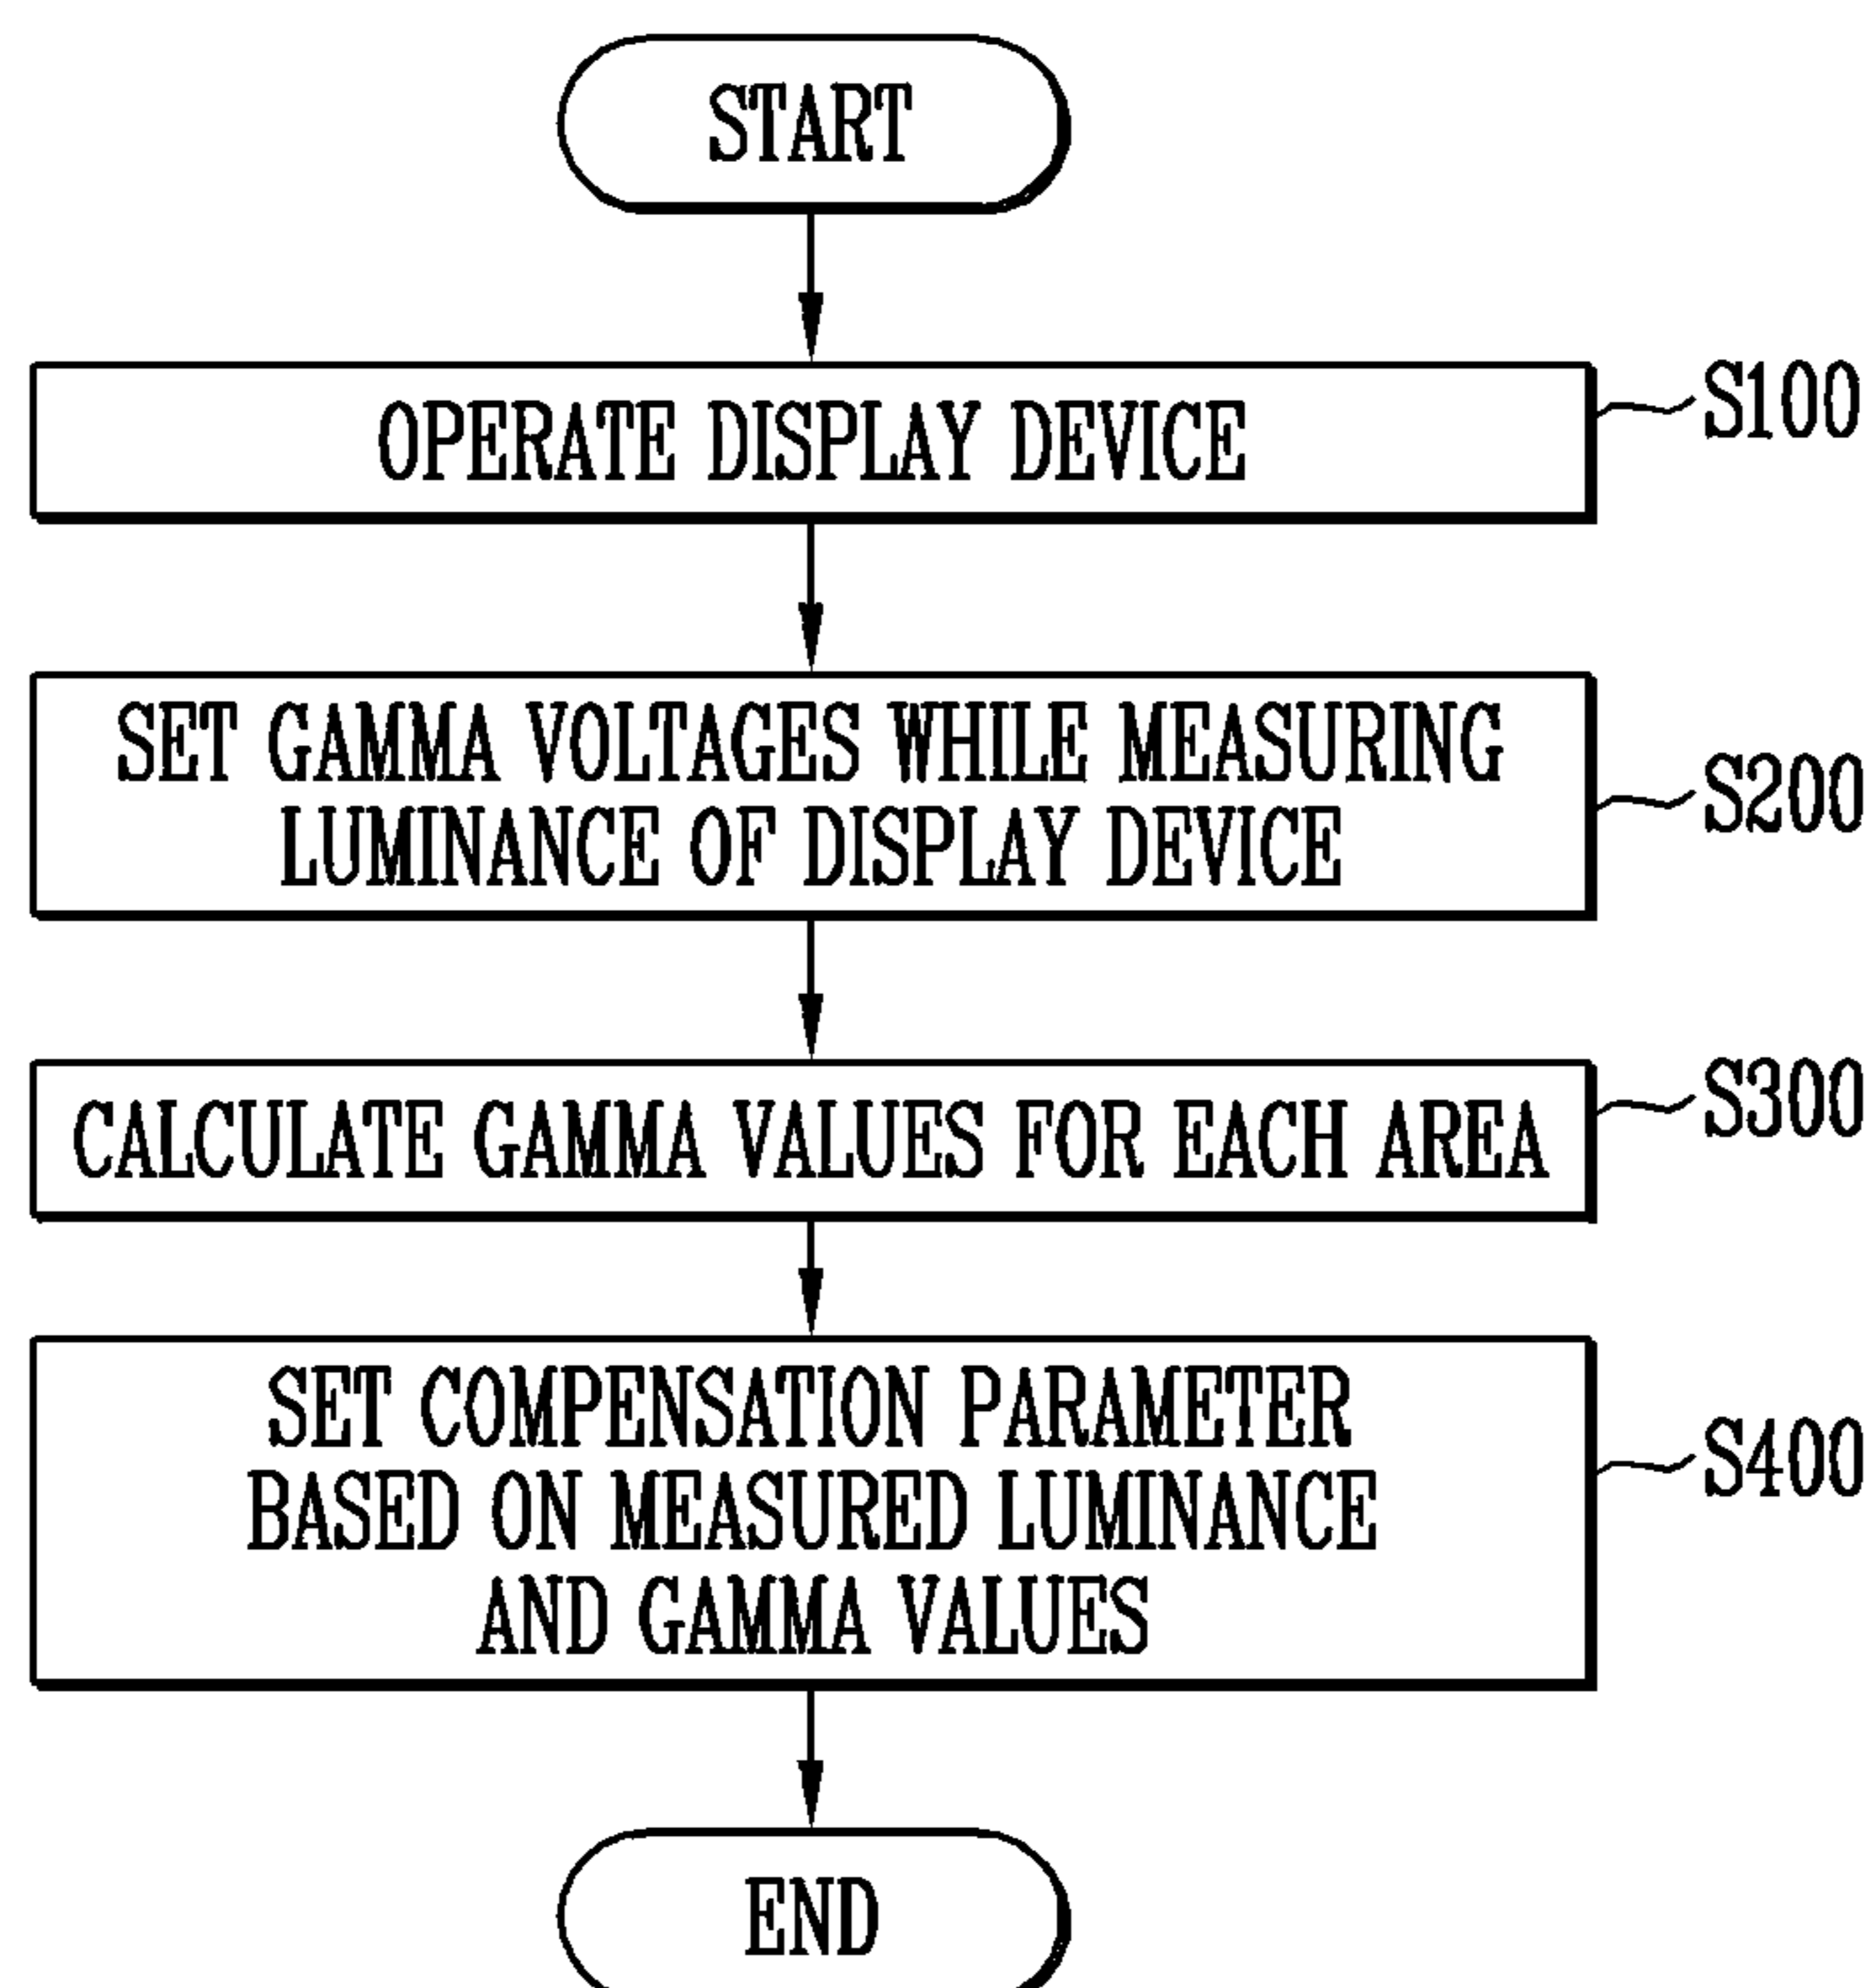 START
OPERATE DISPLAY DEVICE
S100
SET GAMMA VOLTAGES WHILE MEASURING
LUMINANCE OF DISPLAY DEVICE
S200
CALCULATE GAMMA VALUES FOR EACH AREA
S300
SET COMPENSATION PARAMETER
BASED ON MEASURED LUMINANCE
AND GAMMA VALUES
S400
END